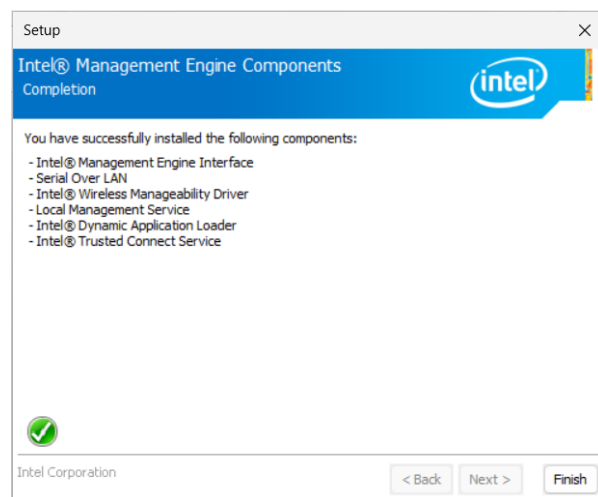 Setup
Intel® Management Engine Components
Completion
intel
You have successfully installed the following components:
- Intel® Management Engine Interface
- Serial Over LAN
- Intel® Wireless Manageability Driver
- Local Management Service
- Intel® Dynamic Application Loader
- Intel® Trusted Connect Service
Intel Corporation
< Back Next > Finish